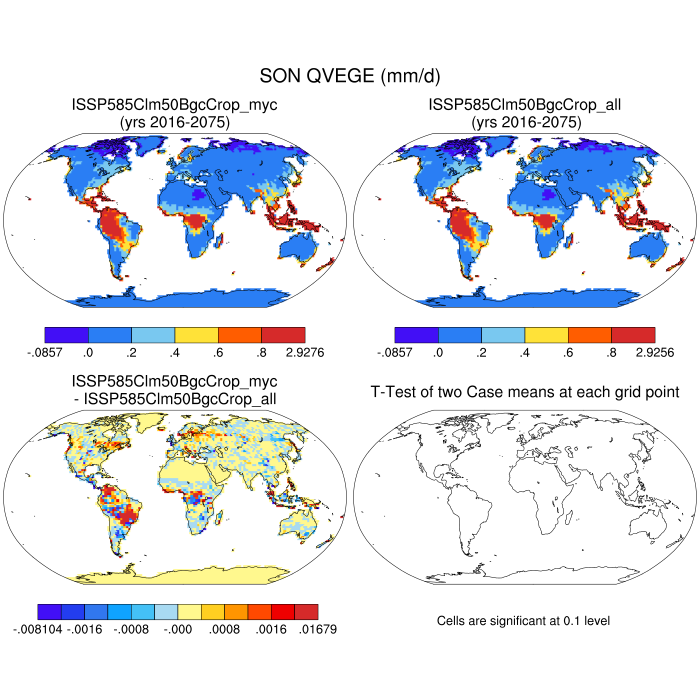 SON QVEGE (mm/d)
ISSP585Clm50BgcCrop_myc
(yrs 2016-2075)
ISSP585Clm50BgcCrop_all
(yrs 2016-2075)
-.0857 .0 .2 .4 .6 .8 2.9276
-.0857 .0 .2 .4 .6 .8 2.9256
ISSP585Clm50BgcCrop_myc
- ISSP585Clm50BgcCrop_all
T-Test of two Case means at each grid point
-.008104 -.0016 -.0008 -.000 .0008 .0016 .01679
Cells are significant at 0.1 level